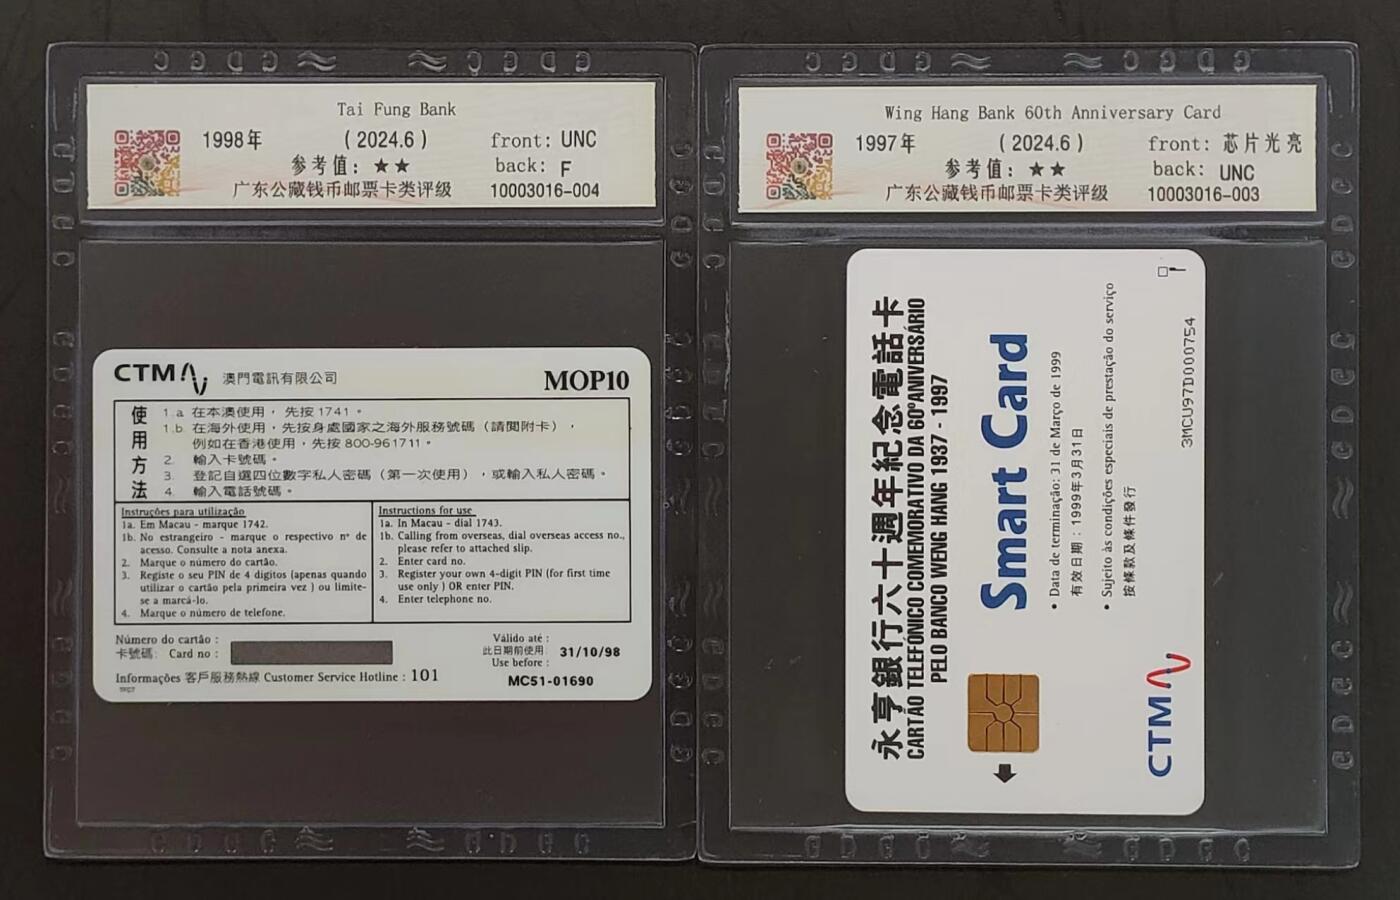 Tai Fung Bank
1998年
(2024.6)
front: UNC
参考值: ★★
back: F
广东公藏钱币邮票卡类评级
10003016-004
CTM 澳門電訊有限公司
MOP10
使用方法
1.a 在本澳使用，先按1741。
1.b. 在海外使用，先按身處國家之海外服務號碼（請閱附卡），
例如在香港使用，先按 800-961711。
2. 輸入卡號碼。
3. 登記自選四位數字私人密碼（第一次使用），或輸入私人密碼。
4. 輸入電話號碼。
Instruções para utilização
1a. Em Macau - marque 1742.
1b. No estrangeiro - marque o respectivo nº de
acesso. Consulte a nota anexa.
2. Marque o número do cartão.
3. Registe o seu PIN de 4 digitos (apenas quando
utilizar o cartão pela primeira vez ) ou limite-
se a marcá-lo.
4. Marque o número de telefone.
Instructions for use
1a. In Macau - dial 1743.
1b. Calling from overseas, dial overseas access no.,
please refer to attached slip.
2. Enter card no.
3. Register your own 4-digit PIN (for first time
use only ) OR enter PIN.
4. Enter telephone no.
Número do cartão :
卡號碼: Card no :
Válido até :
此日期前使用:
Use before :
31/10/98
Informações 客戶服務熱線 Customer Service Hotline : 101
MC51-01690
Wing Hang Bank 60th Anniversary Card
1997年
(2024.6)
front: 芯片光亮
参考值: ★★
back: UNC
广东公藏钱币邮票卡类评级
10003016-003
永亨銀行六十週年紀念電話卡
CARTÃO TELEFÓNICO COMEMORATIVO DA 60ºANIVERSÁRIO
PELO BANCO WENG HANG 1937 - 1997
Smart Card
• Data de terminação: 31 de Março de 1999
有效日期：1999年3月31日
• Sujeito às condições especiais de prestação do serviço
按條款及條件發行
CTM
3MCU97D000754